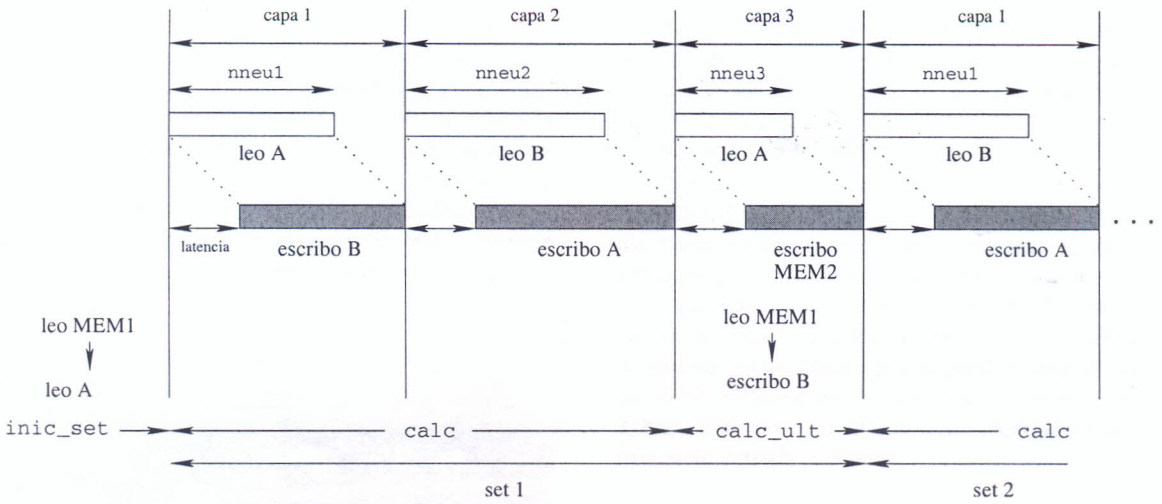 capa 1 capa 2 capa 3 capa 1
nneu1 nneu2 nneu3 nneu1
leo A leo B leo A leo B
latencia escribo B escribo A escribo MEM2 escribo A
. . .
leo MEM1 leo MEM1
leo A escribo B
inic_set calc calc_ult calc
set 1 set 2